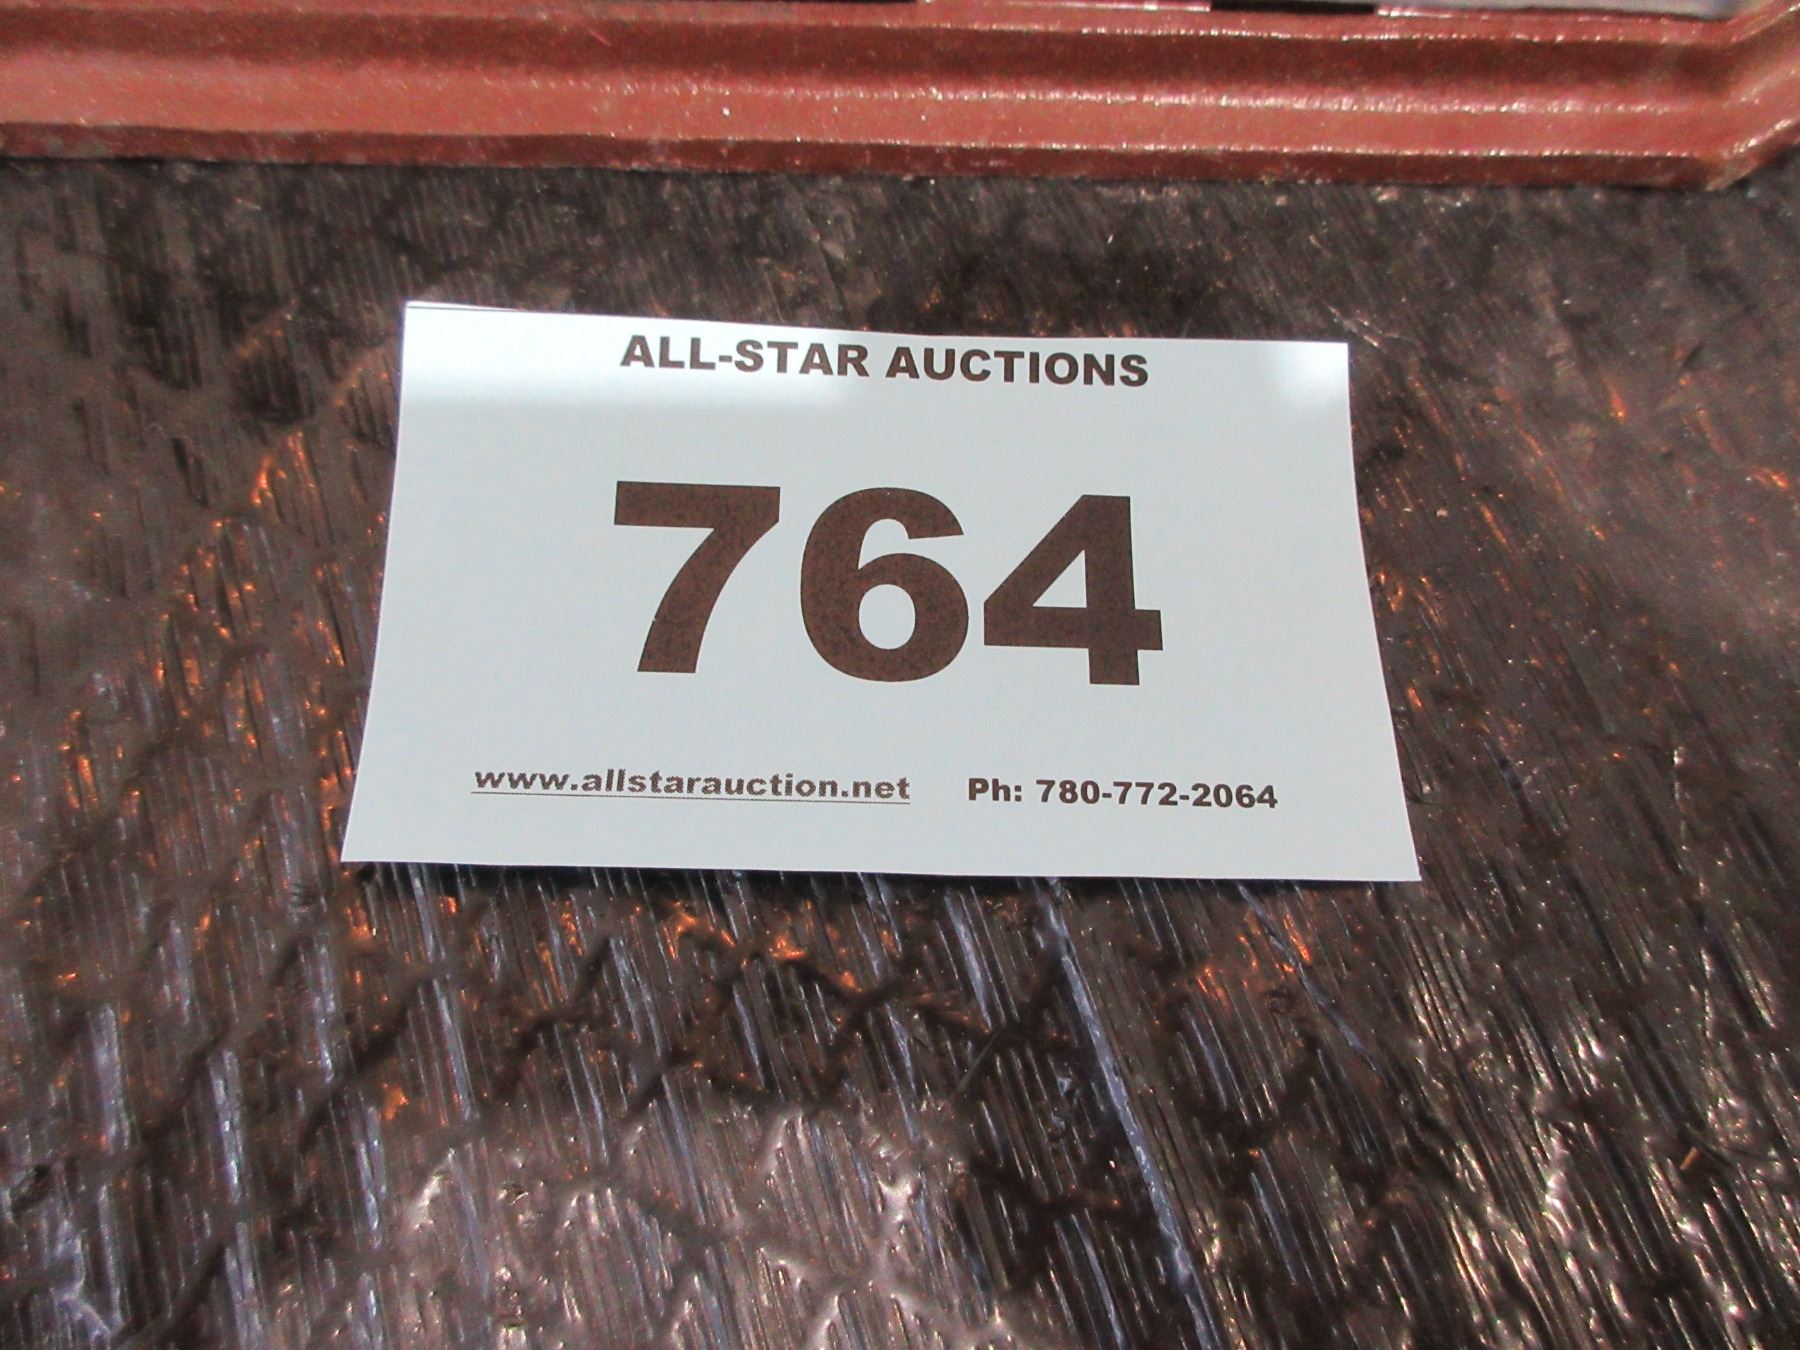 ALL-STAR AUCTIONS
764
www.allstarauction.net Ph: 780-772-2064